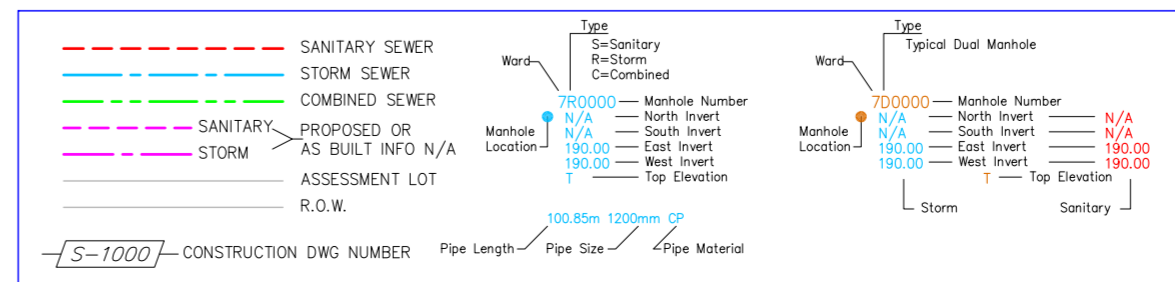 SANITARY SEWER
STORM SEWER
COMBINED SEWER
SANITARY
STORM
PROPOSED OR
AS BUILT INFO N/A
ASSESSMENT LOT
R.O.W.
S-1000 CONSTRUCTION DWG NUMBER
Type
S=Sanitary
R=Storm
C=Combined
Ward
7R0000 Manhole Number
N/A North Invert
N/A South Invert
190.00 East Invert
190.00 West Invert
T Top Elevation
Manhole
Location
100.85m 1200mm CP
Pipe Length Pipe Size Pipe Material
Type
Typical Dual Manhole
Ward
7D0000 Manhole Number
N/A North Invert N/A
N/A South Invert N/A
190.00 East Invert 190.00
190.00 West Invert 190.00
T Top Elevation
Manhole
Location
Storm Sanitary